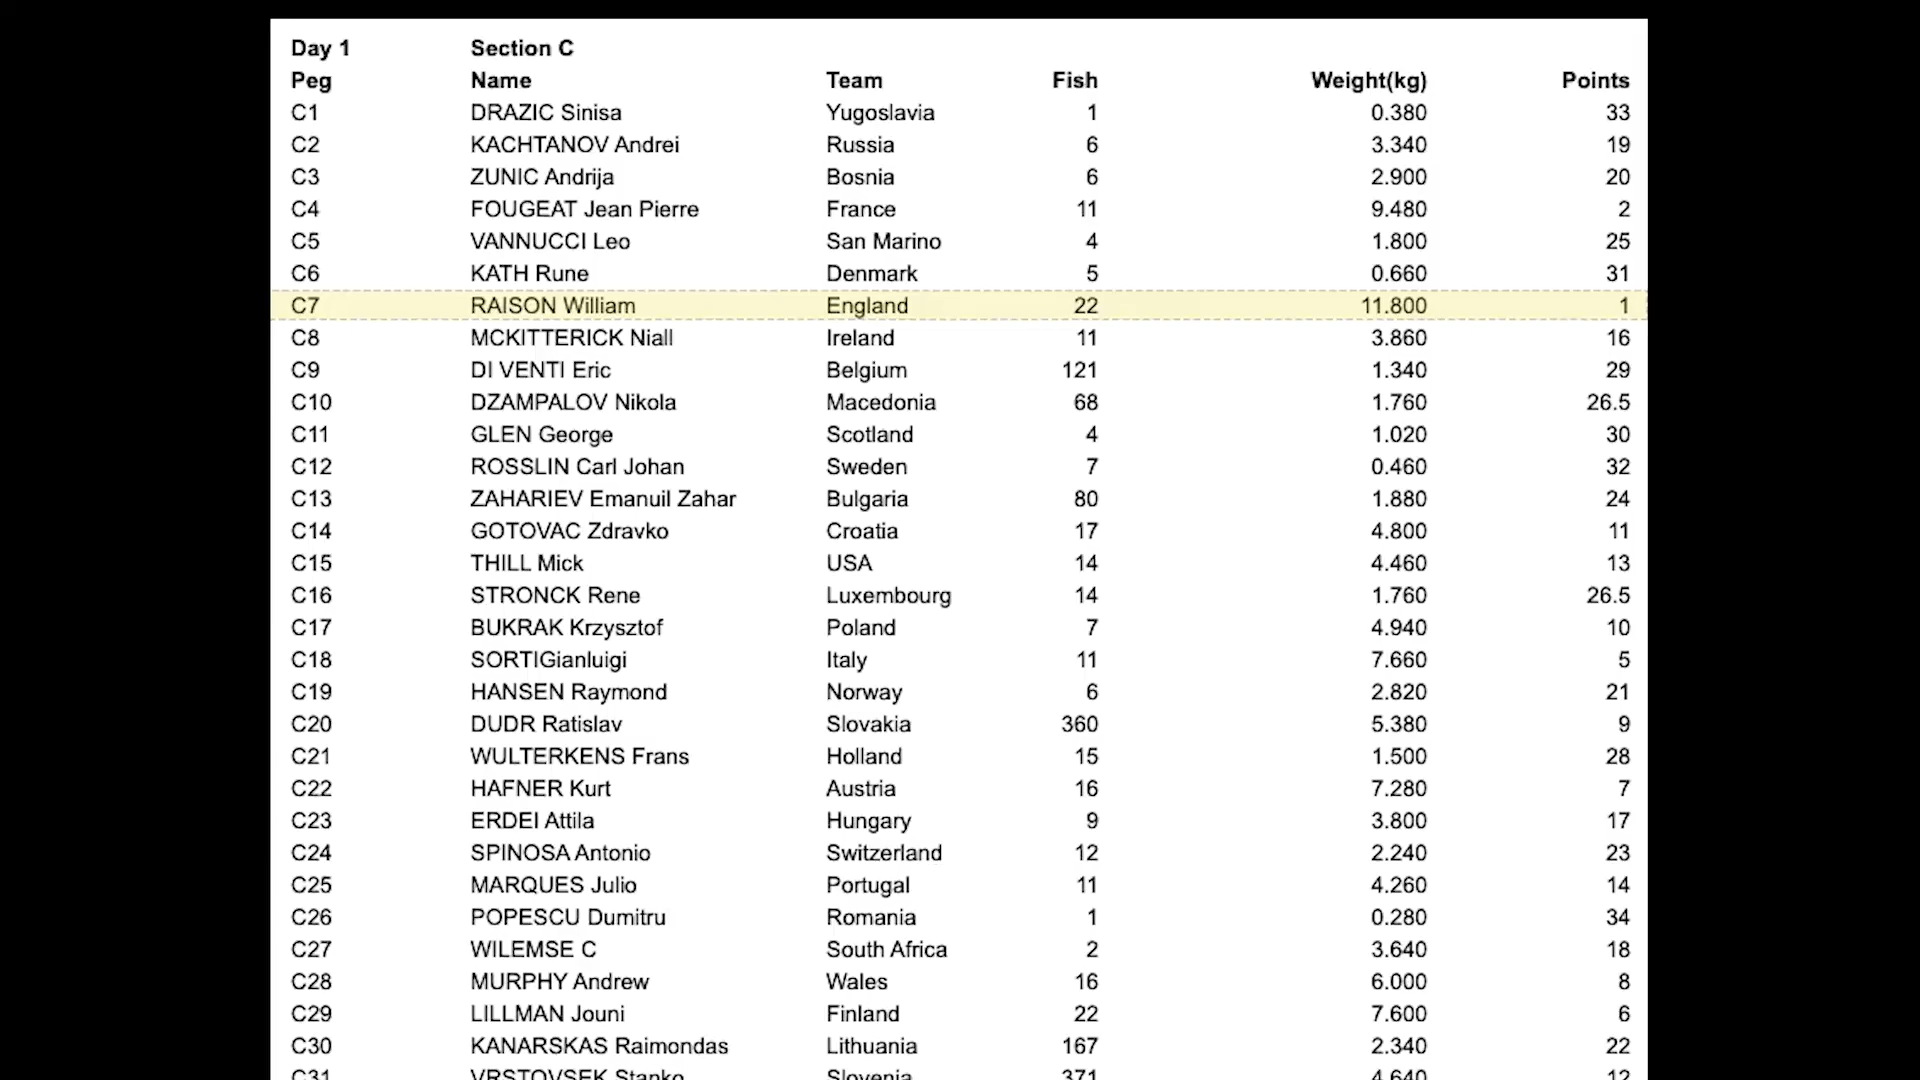 Day 1 Section C
Peg Name Team Fish Weight(kg) Points
C1 DRAZIC Sinisa Yugoslavia 1 0.380 33
C2 KACHTANOV Andrei Russia 6 3.340 19
C3 ZUNIC Andrija Bosnia 6 2.900 20
C4 FOUGEAT Jean Pierre France 11 9.480 2
C5 VANNUCCI Leo San Marino 4 1.800 25
C6 KATH Rune Denmark 5 0.660 31
C7 RAISON William England 22 11.800 1
C8 MCKITTERICK Niall Ireland 11 3.860 16
C9 DI VENTI Eric Belgium 121 1.340 29
C10 DZAMPALOV Nikola Macedonia 68 1.760 26.5
C11 GLEN George Scotland 4 1.020 30
C12 ROSSLIN Carl Johan Sweden 7 0.460 32
C13 ZAHARIEV Emanuil Zahar Bulgaria 80 1.880 24
C14 GOTOVAC Zdravko Croatia 17 4.800 11
C15 THILL Mick USA 14 4.460 13
C16 STRONCK Rene Luxembourg 14 1.760 26.5
C17 BUKRAK Krzysztof Poland 7 4.940 10
C18 SORTIGianluigi Italy 11 7.660 5
C19 HANSEN Raymond Norway 6 2.820 21
C20 DUDR Ratislav Slovakia 360 5.380 9
C21 WULTERKENS Frans Holland 15 1.500 28
C22 HAFNER Kurt Austria 16 7.280 7
C23 ERDEI Attila Hungary 9 3.800 17
C24 SPINOSA Antonio Switzerland 12 2.240 23
C25 MARQUES Julio Portugal 11 4.260 14
C26 POPESCU Dumitru Romania 1 0.280 34
C27 WILEMSE C South Africa 2 3.640 18
C28 MURPHY Andrew Wales 16 6.000 8
C29 LILLMAN Jouni Finland 22 7.600 6
C30 KANARSKAS Raimondas Lithuania 167 2.340 22
C31 VRSTOVSEK Stanko Slovenia 371 4.640 12